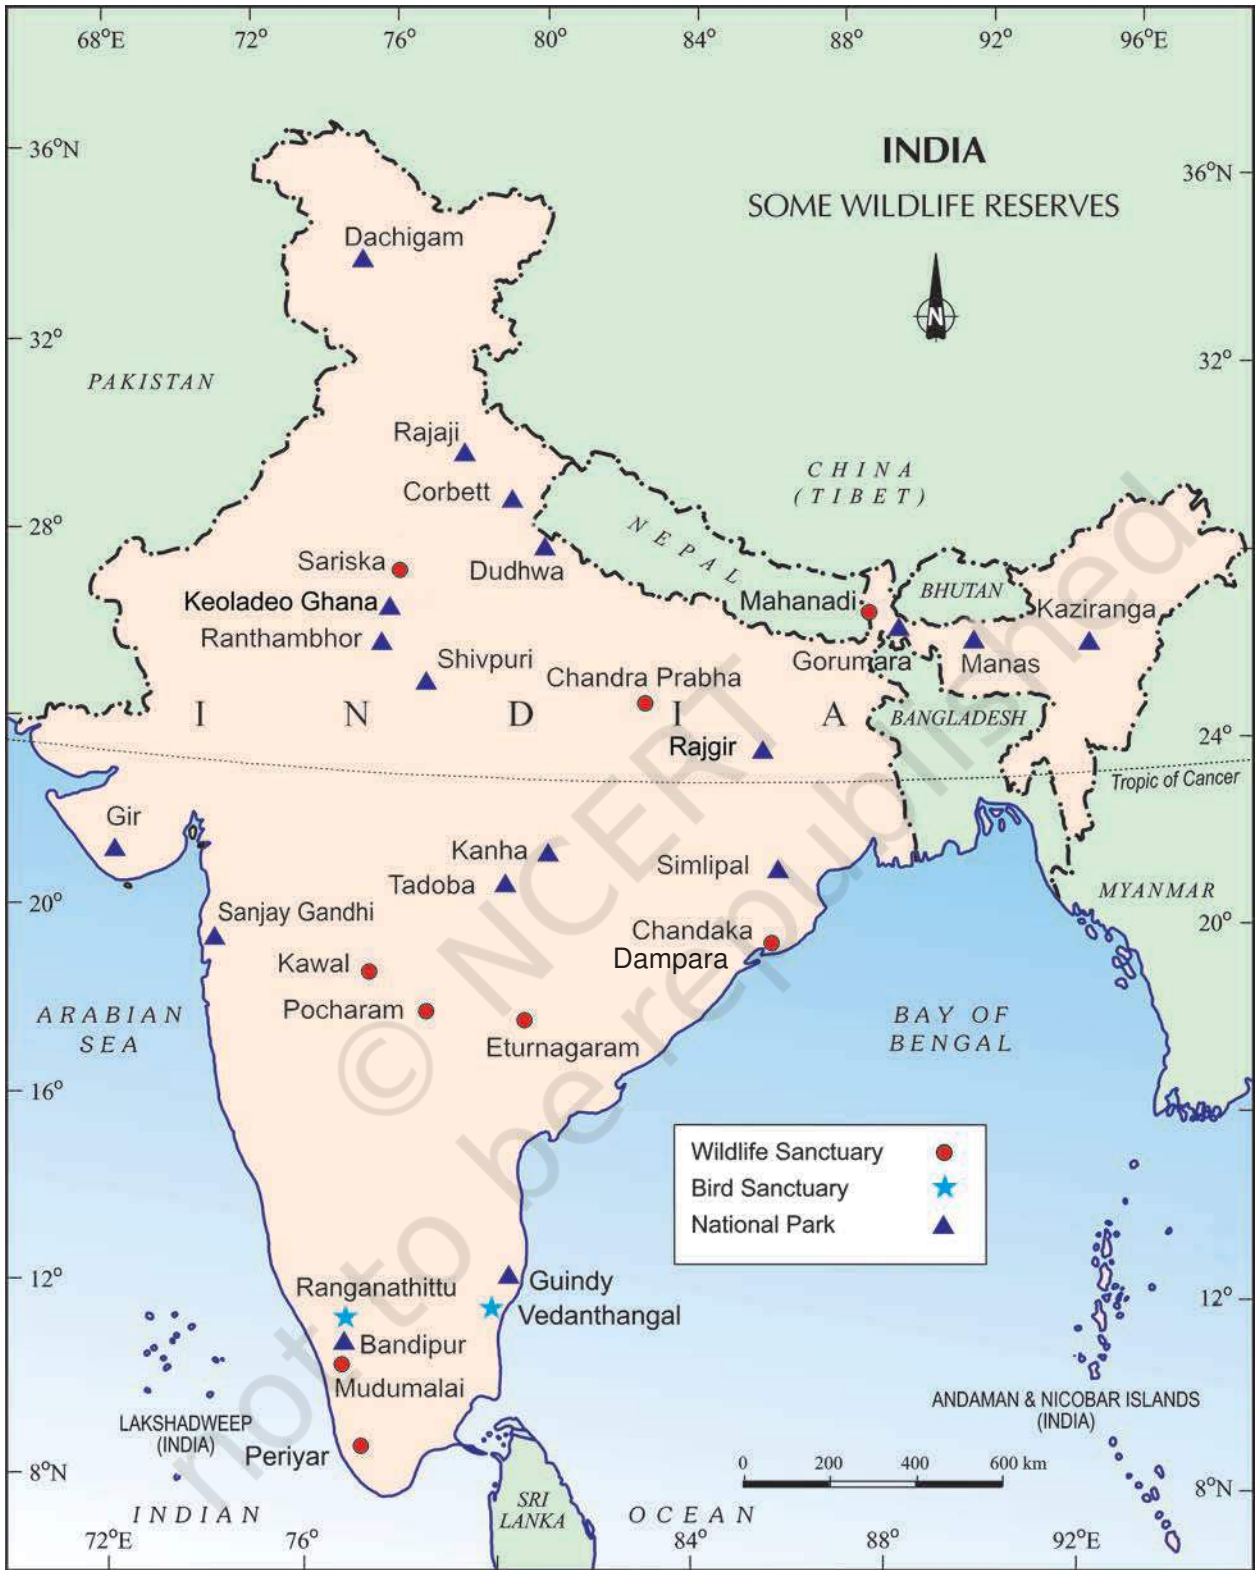 68°E 72° 76° 80° 84° 88° 92° 96°E
INDIA
SOME WILDLIFE RESERVES
36°N
36°N
Dachigam
N
32°
32°
PAKISTAN
Rajaji
CHINA
(TIBET)
Corbett
28°
NEPAL
Sariska
Dudhwa
BHUTAN
Keoladeo Ghana
Mahanadi
Kaziranga
Ranthambhor
Shivpuri
Gorumara
Manas
Chandra Prabha
INDIA
BANGLADESH
Rajgir
24°
Tropic of Cancer
Gir
Kanha
Simlipal
Tadoba
MYANMAR
20°
20°
Sanjay Gandhi
Chandaka
Dampara
Kawal
Pocharam
ARABIAN
SEA
BAY OF
BENGAL
Eturnagaram
16°
Wildlife Sanctuary
Bird Sanctuary
National Park
12°
Ranganathittu
Guindy
Vedanthangal
12°
Bandipur
Mudumalai
LAKSHADWEEP
(INDIA)
ANDAMAN & NICOBAR ISLANDS
(INDIA)
Periyar
8°N
0 200 400 600 km
8°N
SRI
LANKA
INDIAN OCEAN
72°E 76° 84° 88° 92°E
© NCERT
not to be republished